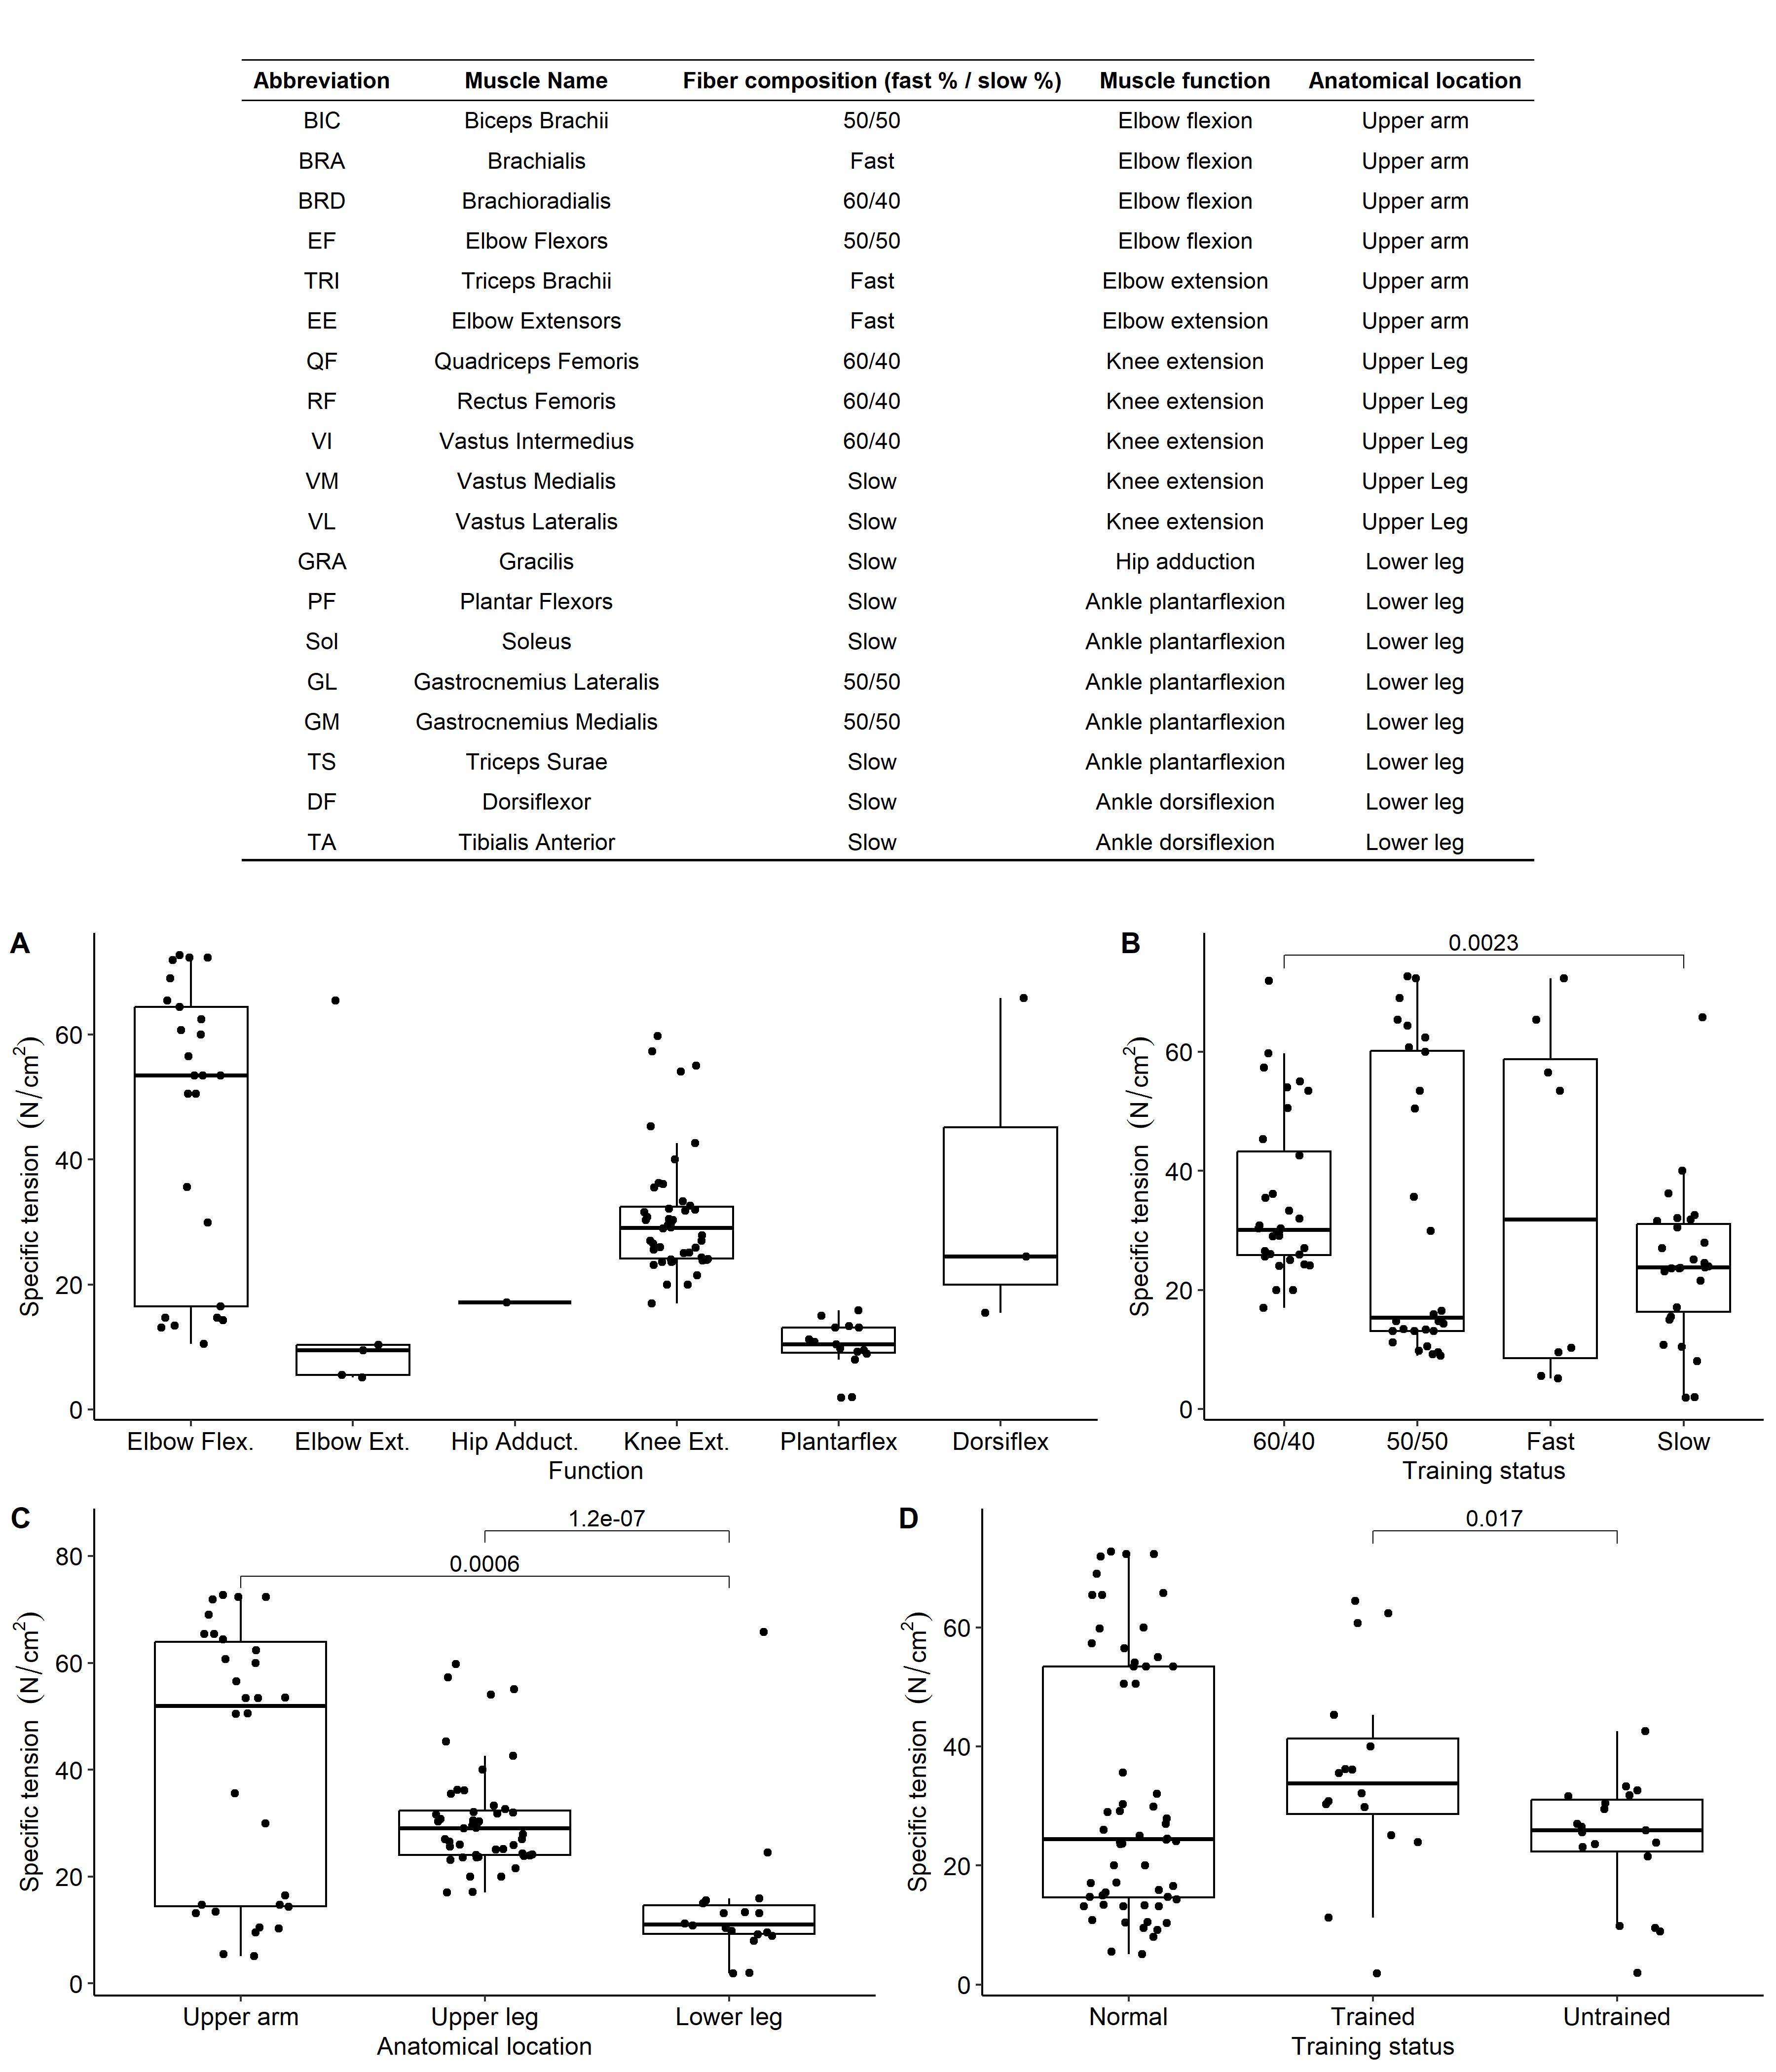 Abbreviation Muscle Name Fiber composition (fast % / slow %) Muscle function Anatomical location
BIC Biceps Brachii 50/50 Elbow flexion Upper arm
BRA Brachialis Fast Elbow flexion Upper arm
BRD Brachioradialis 60/40 Elbow flexion Upper arm
EF Elbow Flexors 50/50 Elbow flexion Upper arm
TRI Triceps Brachii Fast Elbow extension Upper arm
EE Elbow Extensors Fast Elbow extension Upper arm
QF Quadriceps Femoris 60/40 Knee extension Upper Leg
RF Rectus Femoris 60/40 Knee extension Upper Leg
VI Vastus Intermedius 60/40 Knee extension Upper Leg
VM Vastus Medialis Slow Knee extension Upper Leg
VL Vastus Lateralis Slow Knee extension Upper Leg
GRA Gracilis Slow Hip adduction Lower leg
PF Plantar Flexors Slow Ankle plantarflexion Lower leg
Sol Soleus Slow Ankle plantarflexion Lower leg
GL Gastrocnemius Lateralis 50/50 Ankle plantarflexion Lower leg
GM Gastrocnemius Medialis 50/50 Ankle plantarflexion Lower leg
TS Triceps Surae Slow Ankle plantarflexion Lower leg
DF Dorsiflexor Slow Ankle dorsiflexion Lower leg
TA Tibialis Anterior Slow Ankle dorsiflexion Lower leg
A
Specific tension (N/cm²)
60
40
20
0
Elbow Flex. Elbow Ext. Hip Adduct. Knee Ext. Plantarflex Dorsiflex
Function
B
0.0023
Specific tension (N/cm²)
60
40
20
0
60/40 50/50 Fast Slow
Training status
C
1.2e-07
0.0006
Specific tension (N/cm²)
80
60
40
20
0
Upper arm Upper leg Lower leg
Anatomical location
D
0.017
Specific tension (N/cm²)
60
40
20
0
Normal Trained Untrained
Training status